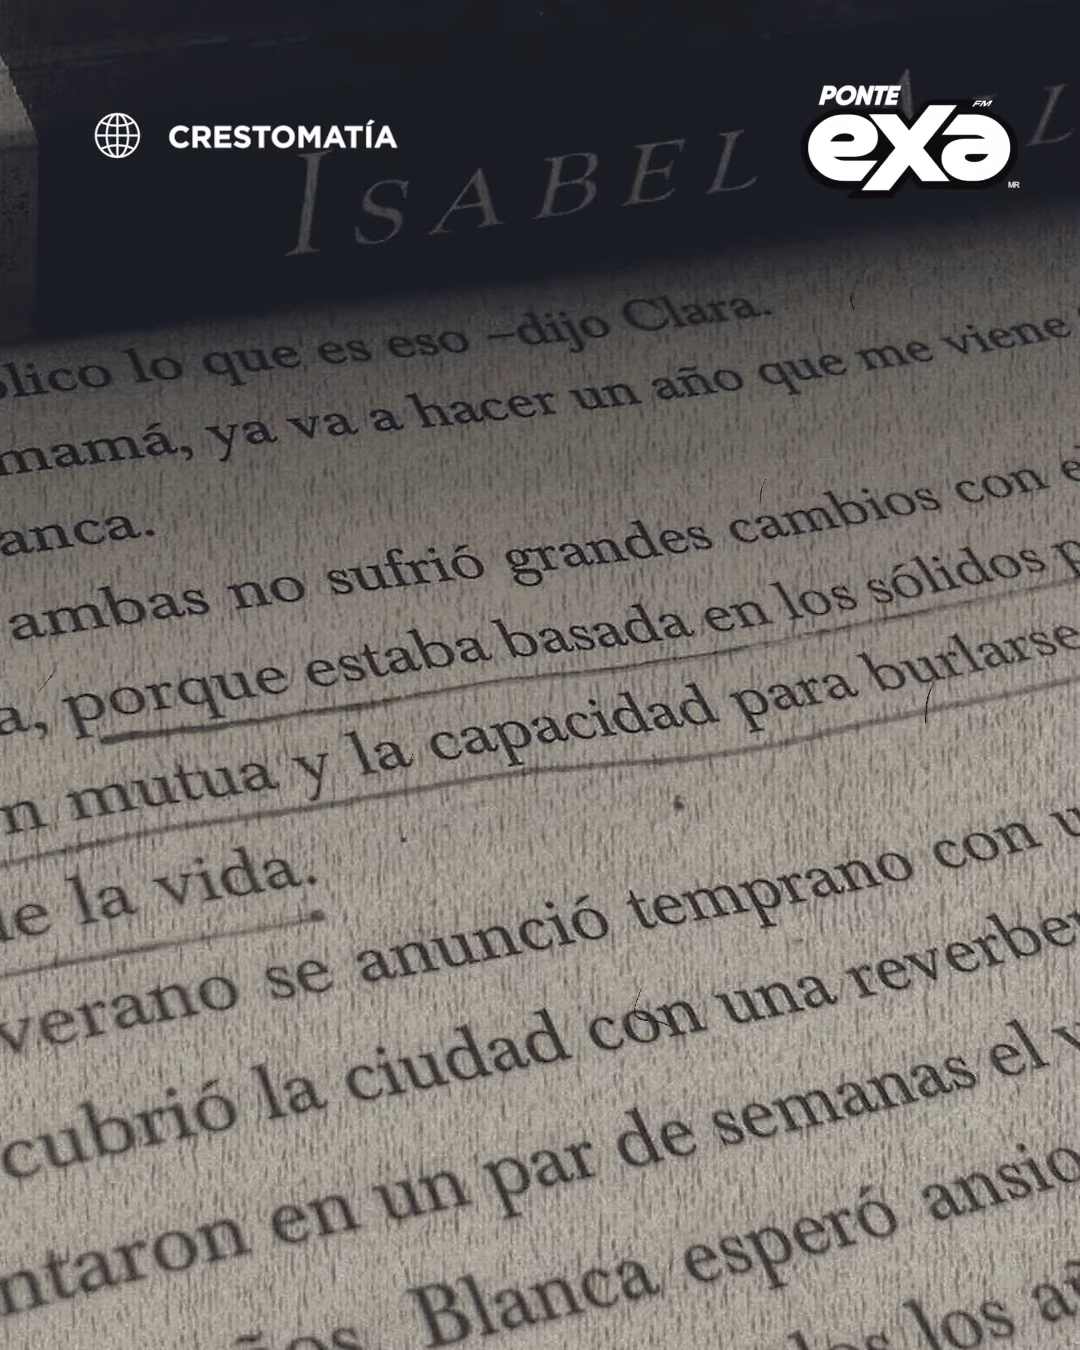 CRESTOMATÍA
PONTE
exa
FM
MR
ISABEL
lo que es eso –dijo Clara.
mamá, ya va a hacer un año que me viene
anca.
ambas no sufrió grandes cambios con
a, porque estaba basada en los sólidos
n mutua y la capacidad para burlarse
de la vida.
verano se anunció temprano con
cubrió la ciudad con una
ntaron en un par de semanas el
Blanca esperó
los